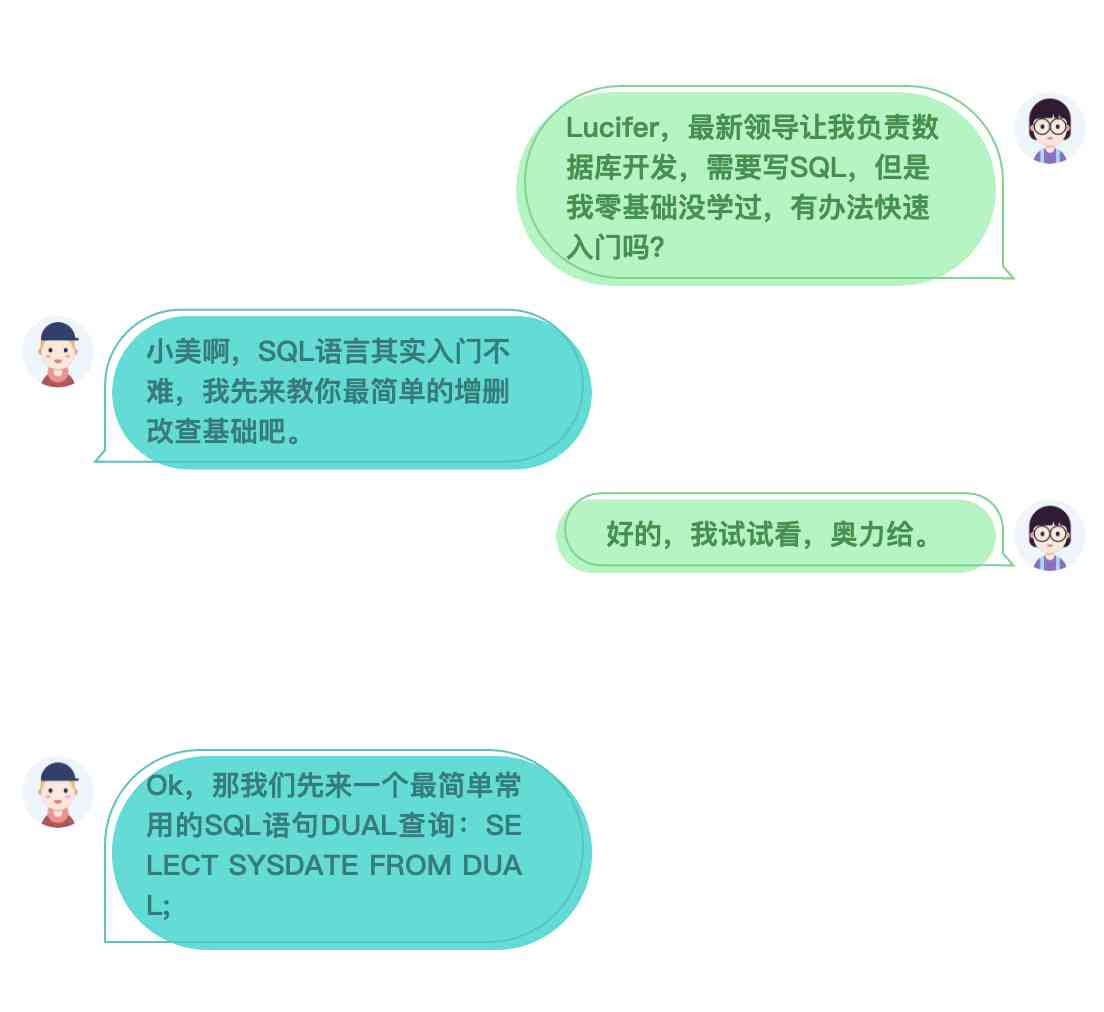 Lucifer，最新领导让我负责数
据库开发，需要写SQL，但是
我零基础没学过，有办法快速
入门吗？
小美啊，SQL语言其实入门不
难，我先来教你最简单的增删
改查基础吧。
好的，我试试看，奥力给。
Ok，那我们先来一个最简单常
用的SQL语句DUAL查询：SE
LECT SYSDATE FROM DUA
L;